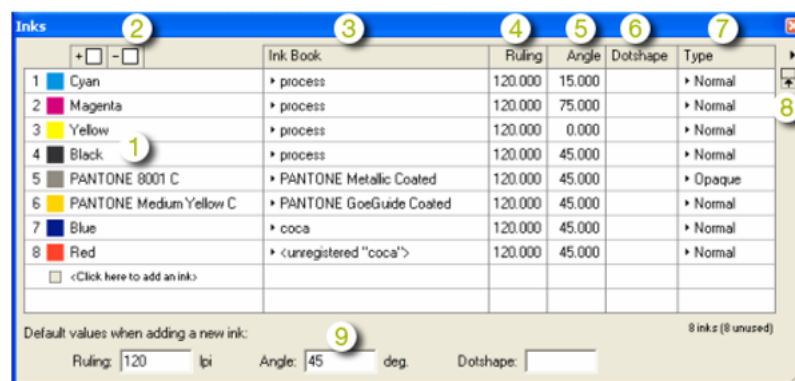 Inks
2 3 4 5 6 7
+ - Ink Book Ruling Angle Dotshape Type
1 Cyan process 120.000 15.000 Normal
2 Magenta process 120.000 75.000 Normal
8
3 Yellow process 120.000 0.000 Normal
4 Black process 120.000 45.000 Normal
1
5 PANTONE 8001 C PANTONE Metallic Coated 120.000 45.000 Opaque
6 PANTONE Medium Yellow C PANTONE GoeGuide Coated 120.000 45.000 Normal
7 Blue coca 120.000 45.000 Normal
8 Red <unregistered "coca"> 120.000 45.000 Normal
<Click here to add an ink>
Default values when adding a new ink: 9 8 inks (8 unused)
Ruling: 120 lpi Angle: 45 deg. Dotshape: